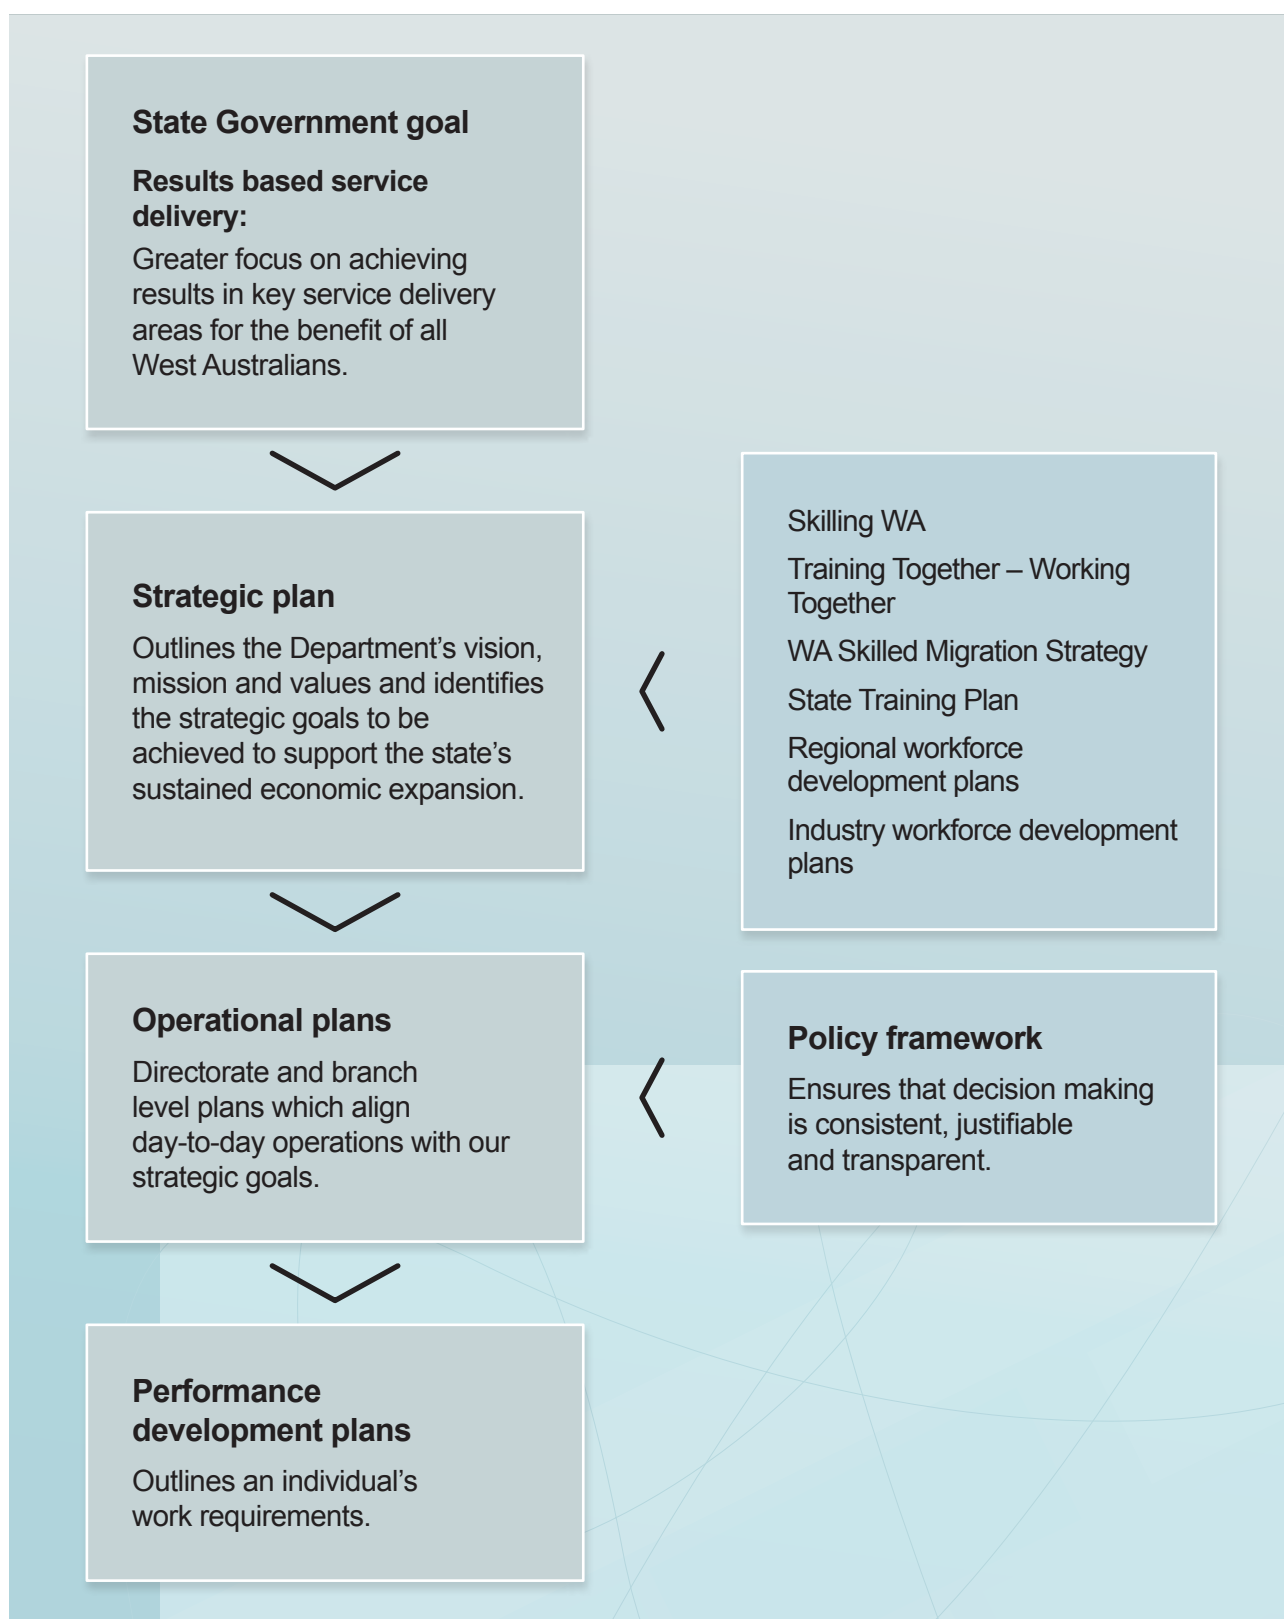 State Government goal
Results based service
delivery:
Greater focus on achieving
results in key service delivery
areas for the benefit of all
West Australians.
Strategic plan
Outlines the Department’s vision,
mission and values and identifies
the strategic goals to be
achieved to support the state’s
sustained economic expansion.
Skilling WA
Training Together – Working
Together
WA Skilled Migration Strategy
State Training Plan
Regional workforce
development plans
Industry workforce development
plans
Operational plans
Directorate and branch
level plans which align
day-to-day operations with our
strategic goals.
Policy framework
Ensures that decision making
is consistent, justifiable
and transparent.
Performance
development plans
Outlines an individual’s
work requirements.